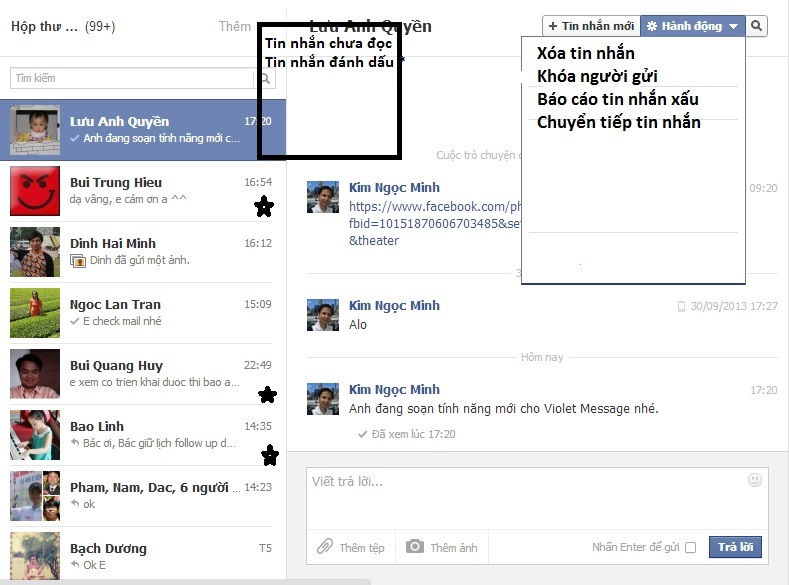 Hộp thư ... (99+)
Thêm
Lưu Anh Quyền
+ Tin nhắn mới
Hành động
Tin nhắn chưa đọc
Tin nhắn đánh dấu
Xóa tin nhắn
Khóa người gửi
Báo cáo tin nhắn xấu
Chuyển tiếp tin nhắn
Tìm kiếm
Lưu Anh Quyền 17:20
Anh đang soạn tính năng mới c...
Bui Trung Hieu 16:54
dạ vâng, e cám ơn a ^^
Dinh Hai Minh 16:12
Dinh đã gửi một ảnh.
Ngoc Lan Tran 15:09
E check mail nhé
Bui Quang Huy 22:49
e xem co trien khai duoc thi bao a...
Bao Linh 14:35
Bác ơi, Bác giữ lịch follow up d...
Pham, Nam, Dac, 6 người ... 14:23
ok
Bạch Dương T5
Ok E
Cuộc trò chuyện
Kim Ngọc Minh 09:20
https://www.facebook.com/ph
fbid=10151870606703485&se
&theater
Kim Ngọc Minh 30/09/2013 17:27
Alo
Hôm nay
Kim Ngọc Minh 17:20
Anh đang soạn tính năng mới cho Violet Message nhé.
Đã xem lúc 17:20
Viết trả lời...
Thêm tệp
Thêm ảnh
Nhấn Enter để gửi
Trả lời